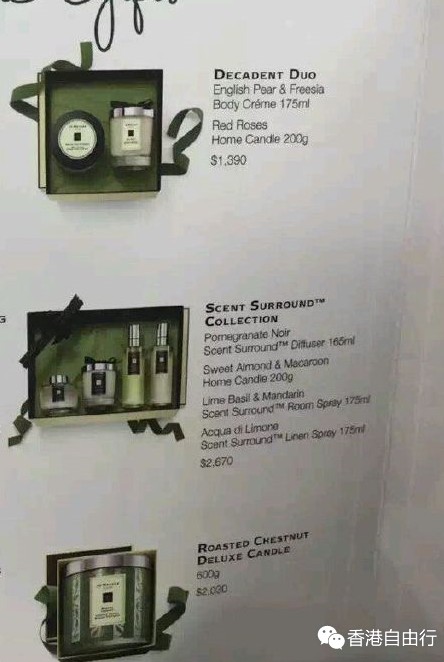 DECADENT DUO
English Pear & Freesia
Body Créme 175ml
Red Roses
Home Candle 200g
$1,390
SCENT SURROUND™
COLLECTION
Pomegranate Noir
Scent Surround™ Diffuser 165ml
Sweet Almond & Macaroon
Home Candle 200g
Lime Basil & Mandarin
Scent Surround™ Room Spray 175ml
Acqua di Limone
Scent Surround™ Linen Spray 175ml
$2,670
ROASTED CHESTNUT
DELUXE CANDLE
600g
$2,030
香港自由行